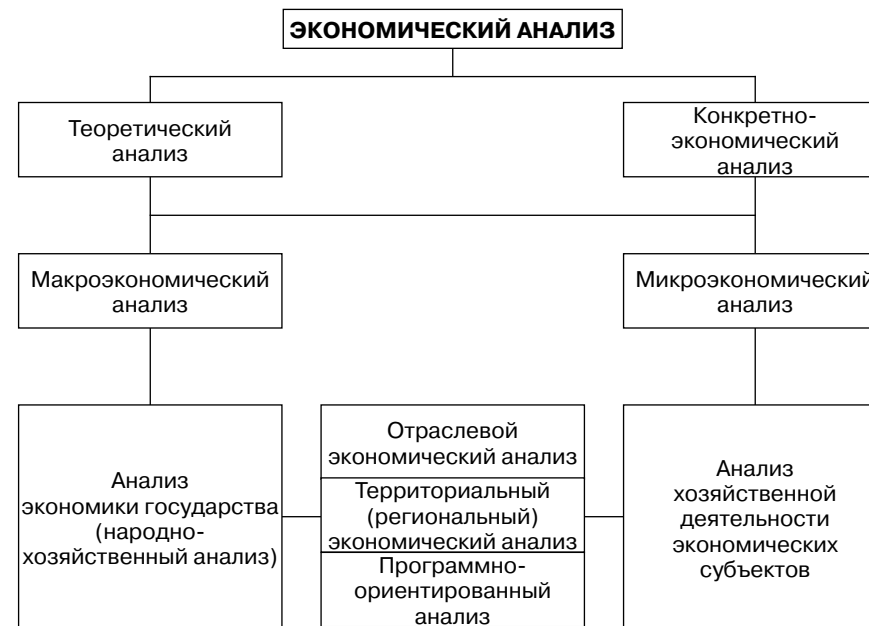 ЭКОНОМИЧЕСКИЙ АНАЛИЗ
Теоретический
анализ
Конкретно-
экономический
анализ
Макроэкономический
анализ
Микроэкономический
анализ
Анализ
экономики государства
(народно-
хозяйственный анализ)
Отраслевой
экономический анализ
Территориальный
(региональный)
экономический анализ
Программно-
ориентированный
анализ
Анализ
хозяйственной
деятельности
экономических
субъектов